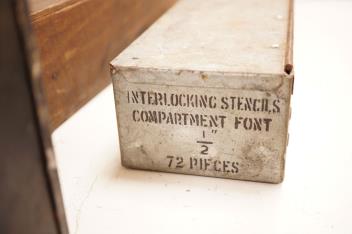 INTERLOCKING STENCILS
COMPARTMENT FONT
1/2"
72 PIECES